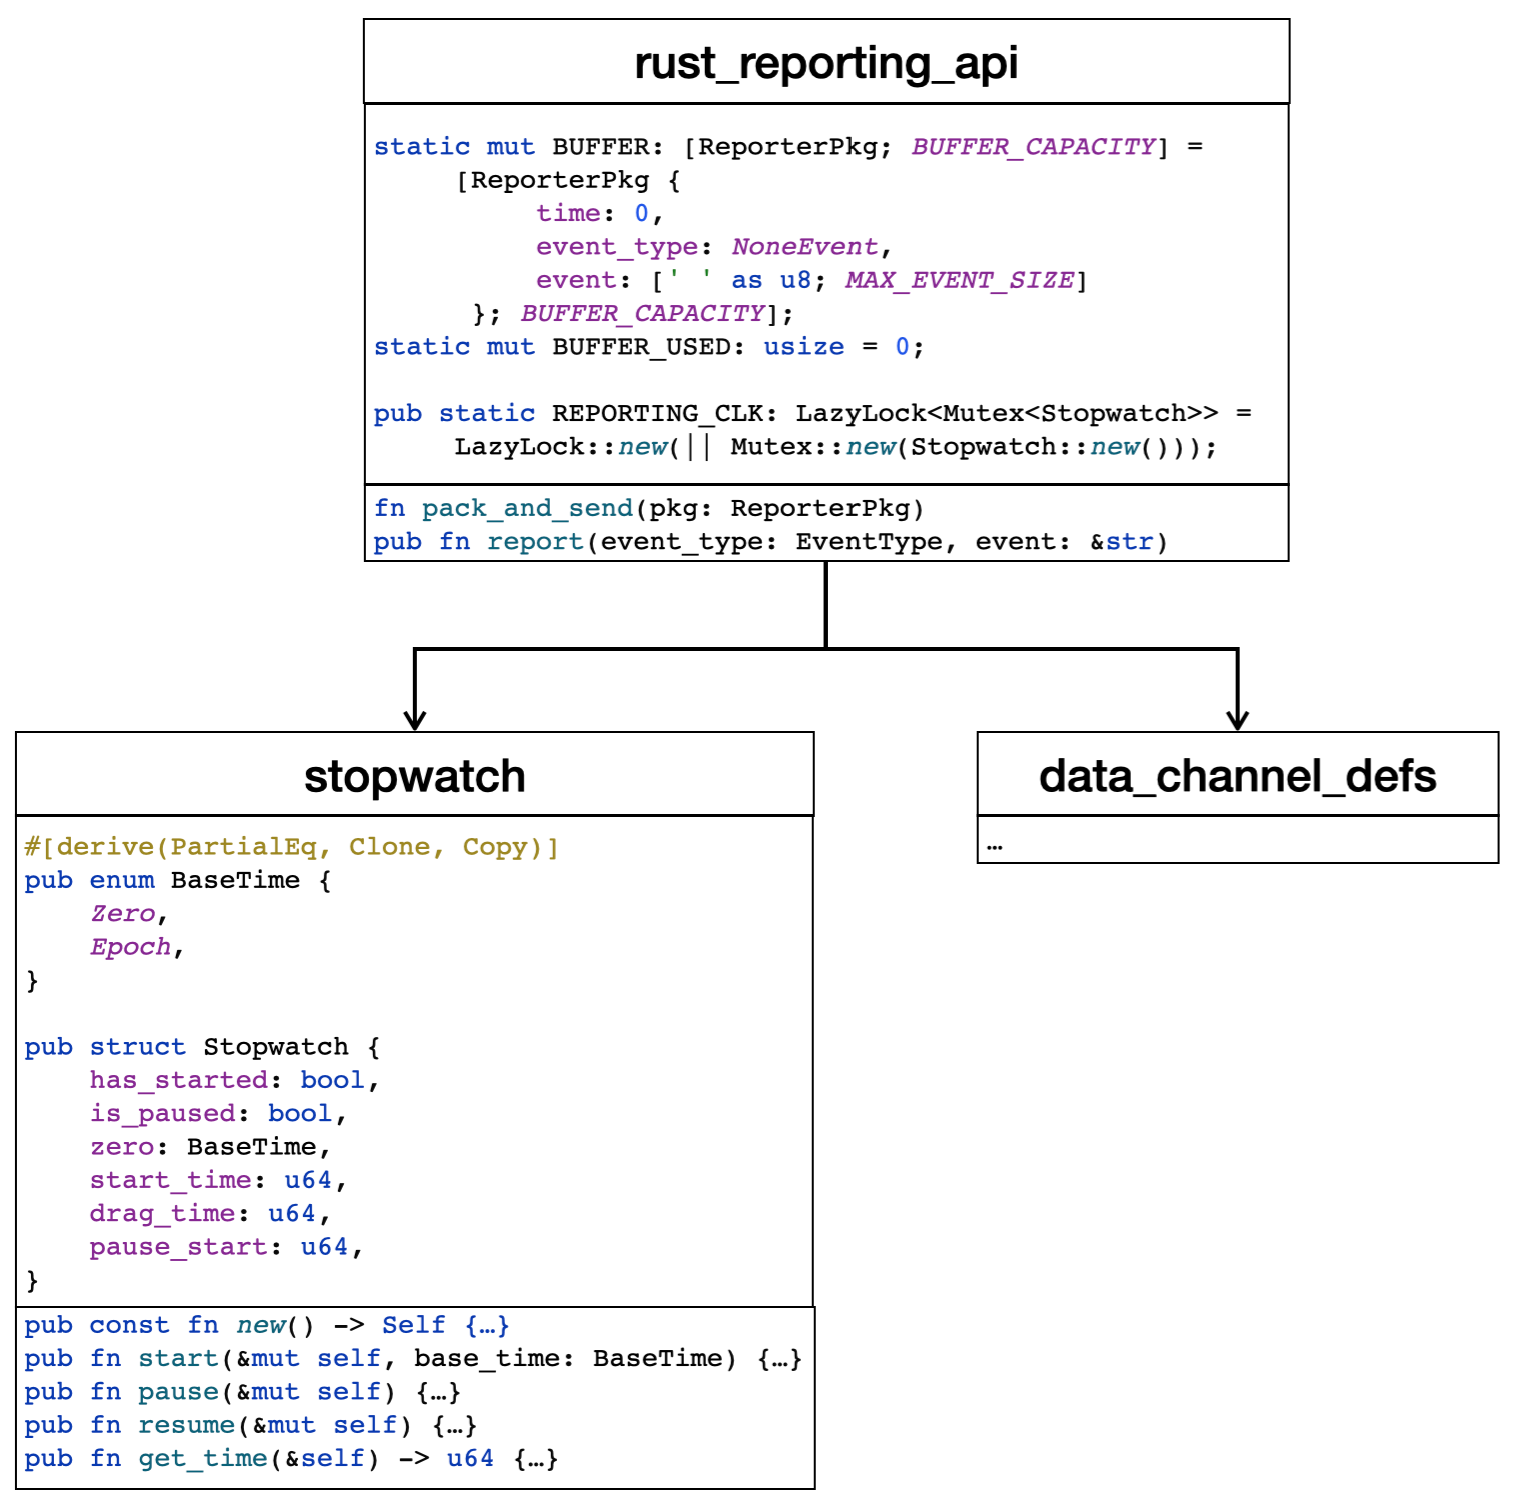 rust_reporting_api
static mut BUFFER: [ReporterPkg; BUFFER_CAPACITY] =
[ReporterPkg {
time: 0,
event_type: NoneEvent,
event: [' ' as u8; MAX_EVENT_SIZE]
}; BUFFER_CAPACITY];
static mut BUFFER_USED: usize = 0;
pub static REPORTING_CLK: LazyLock<Mutex<Stopwatch>> =
LazyLock::new(|| Mutex::new(Stopwatch::new()));
fn pack_and_send(pkg: ReporterPkg)
pub fn report(event_type: EventType, event: &str)
stopwatch
#[derive(PartialEq, Clone, Copy)]
pub enum BaseTime {
Zero,
Epoch,
}
pub struct Stopwatch {
has_started: bool,
is_paused: bool,
zero: BaseTime,
start_time: u64,
drag_time: u64,
pause_start: u64,
}
pub const fn new() -> Self {…}
pub fn start(&mut self, base_time: BaseTime) {…}
pub fn pause(&mut self) {…}
pub fn resume(&mut self) {…}
pub fn get_time(&self) -> u64 {…}
data_channel_defs
…